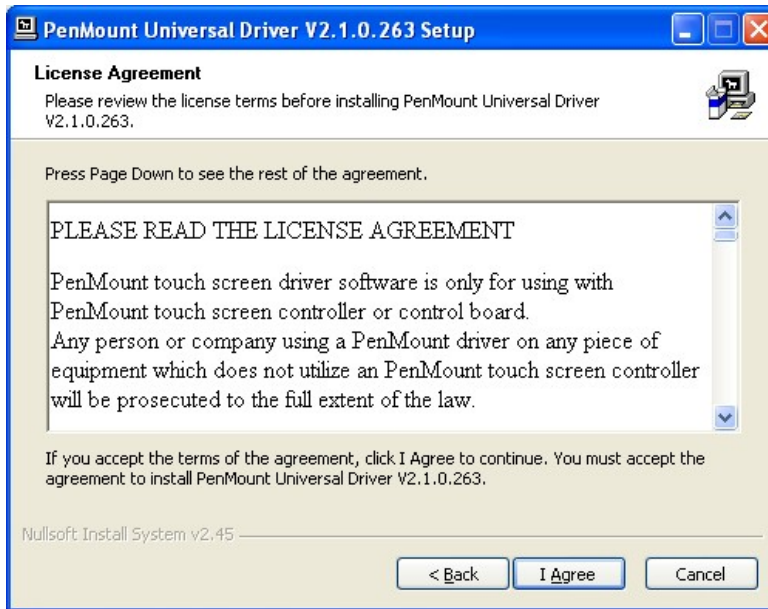 PenMount Universal Driver V2.1.0.263 Setup
License Agreement
Please review the license terms before installing PenMount Universal Driver
V2.1.0.263.
Press Page Down to see the rest of the agreement.
PLEASE READ THE LICENSE AGREEMENT
PenMount touch screen driver software is only for using with
PenMount touch screen controller or control board.
Any person or company using a PenMount driver on any piece of
equipment which does not utilize an PenMount touch screen controller
will be prosecuted to the full extent of the law.
If you accept the terms of the agreement, click I Agree to continue. You must accept the
agreement to install PenMount Universal Driver V2.1.0.263.
Nullsoft Install System v2.45
< Back I Agree Cancel